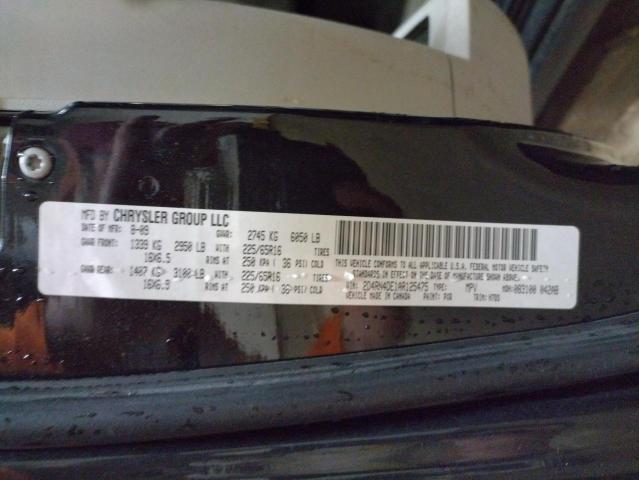 MFD BY CHRYSLER GROUP LLC
DATE OF MFR: 8-09 GVWR: 2745 KG 6050 LB
GAWR FRONT: 1339 KG 2950 LB WITH 225/65R16 TIRES
16X6.5 RIMS AT 250 KPA ( 36 PSI) COLD
GAWR REAR: 1407 KG 3100 LB WITH 225/65R16 TIRES
16X6.5 RIMS AT 250 KPA ( 36 PSI) COLD
THIS VEHICLE CONFORMS TO ALL APPLICABLE U.S.A. FEDERAL MOTOR VEHICLE SAFETY
STANDARDS IN EFFECT ON THE DATE OF MANUFACTURE SHOWN ABOVE.
VIN: 2D4RN4DE1AR125475 TYPE: MPV MDH: 083100 042AB
VEHICLE MADE IN CANADA PAINT: PXR TRIM: